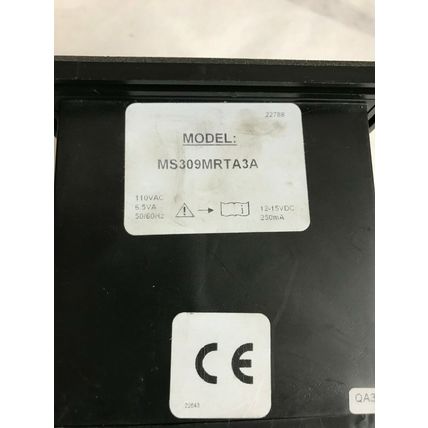 22788
MODEL:
MS309MRTA3A
110VAC
6.5VA
50/60Hz
12-15VDC
250mA
CE
22643
QA3